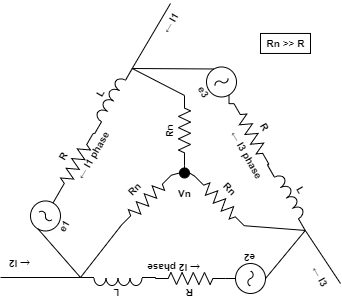 ← I1
Rn >> R
L
e3
R
Rn
R
← I1 phase
← I3 phase
L
Rn
Rn
Vn
e1
e2
← I2
← I2 phase
L
R
← I3